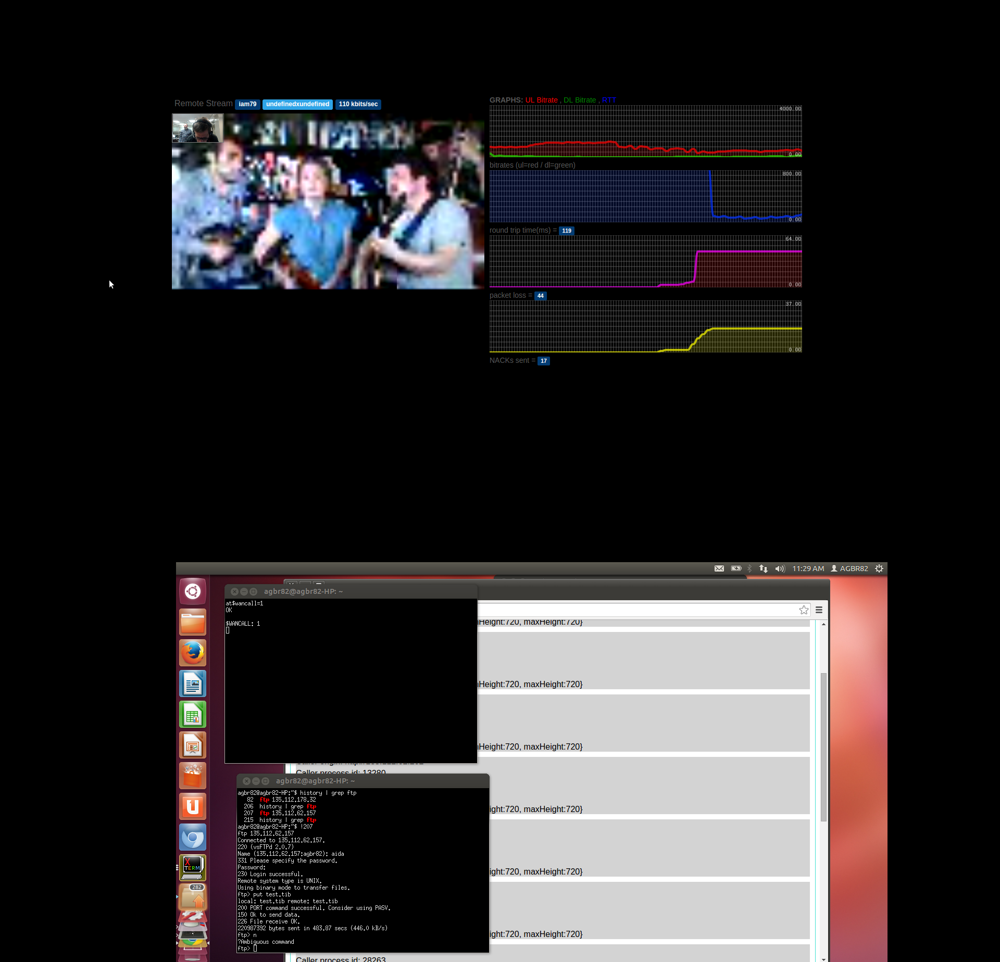 Remote Stream iam79 undefinedxundefined 110 kbits/sec
GRAPHS: UL Bitrate , DL Bitrate , RTT
4000.00
0.00
bitrates (ul=red / dl=green)
800.00
0.00
round trip time(ms) = 119
64.00
0.00
packet loss = 44
37.00
0.00
NACKs sent = 17
11:29 AM AGBR82
agbr82@agbr82-HP: ~
at$wancall=1
OK
$WANCALL: 1
Height:720, maxHeight:720}
Height:720, maxHeight:720}
Height:720, maxHeight:720}
Caller process id: 13280
ight:720, maxHeight:720}
ight:720, maxHeight:720}
ight:720, maxHeight:720}
Caller process id: 28263
agbr82@agbr82-HP: ~
agbr82@agbr82-HP:~$ history | grep ftp
82 ftp 135.112.178.32
206 history | grep ftp
207 ftp 135.112.62.157
215 history | grep ftp
agbr82@agbr82-HP:~$ !207
ftp 135.112.62.157
Connected to 135.112.62.157.
220 (vsFTPd 2.0.7)
Name (135.112.62.157:agbr82): aida
331 Please specify the password.
Password:
230 Login successful.
Remote system type is UNIX.
Using binary mode to transfer files.
ftp> put test.tib
local: test.tib remote: test.tib
200 PORT command successful. Consider using PASV.
150 Ok to send data.
226 File receive OK.
220987392 bytes sent in 483.87 secs (446.0 kB/s)
ftp> n
?Ambiguous command
ftp>
X
TERM
282